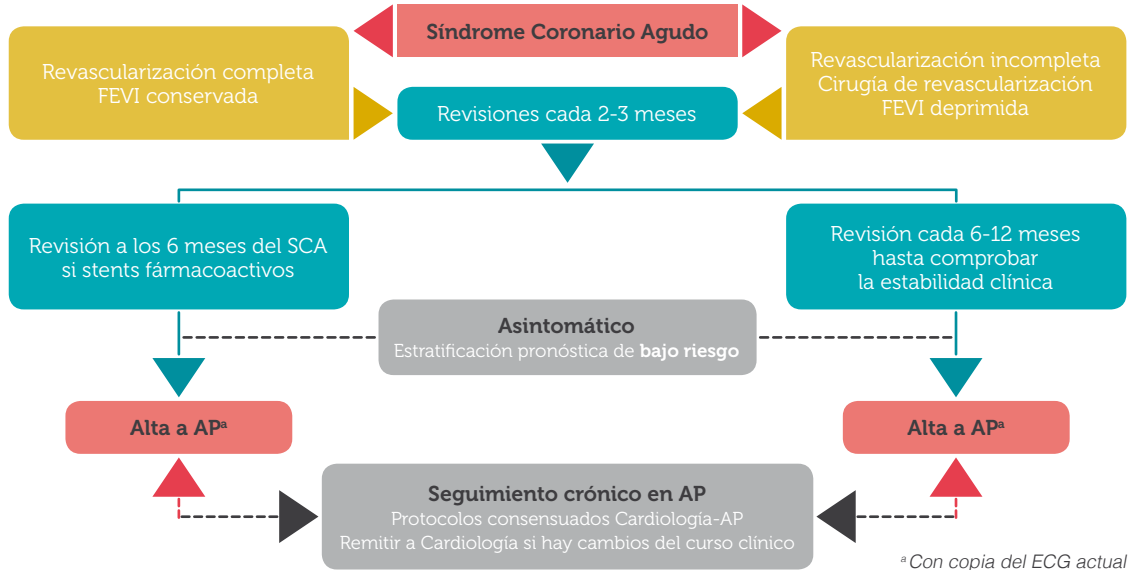 Síndrome Coronario Agudo
Revascularización completa
FEVI conservada
Revascularización incompleta
Cirugía de revascularización
FEVI deprimida
Revisiones cada 2-3 meses
Revisión a los 6 meses del SCA
si stents fármacoactivos
Revisión cada 6-12 meses
hasta comprobar
la estabilidad clínica
Asintomático
Estratificación pronóstica de bajo riesgo
Alta a APª
Alta a APª
Seguimiento crónico en AP
Protocolos consensuados Cardiología-AP
Remitir a Cardiología si hay cambios del curso clínico
ª Con copia del ECG actual